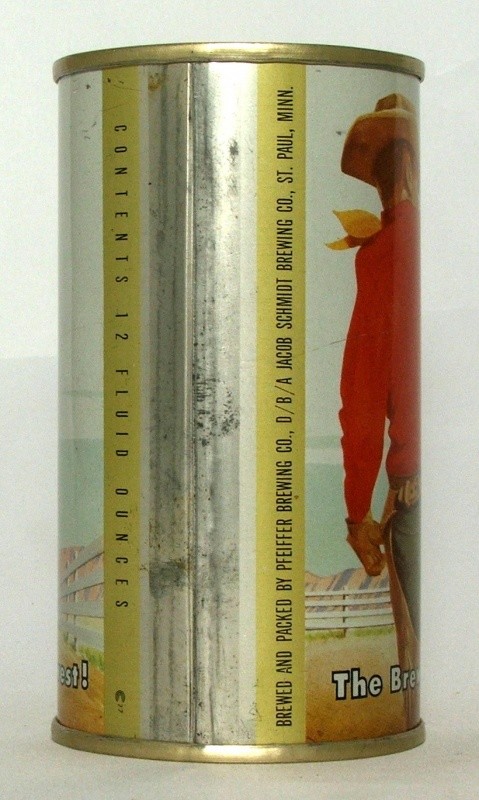 CONTENTS 12 FLUID OUNCES
BREWED AND PACKED BY PFEIFFER BREWING CO., D/B/A JACOB SCHMIDT BREWING CO., ST. PAUL, MINN.
est!
The Brew